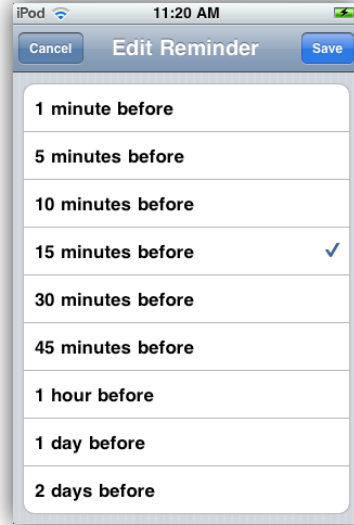 iPod 11:20 AM
Cancel Edit Reminder Save
1 minute before
5 minutes before
10 minutes before
15 minutes before
30 minutes before
45 minutes before
1 hour before
1 day before
2 days before